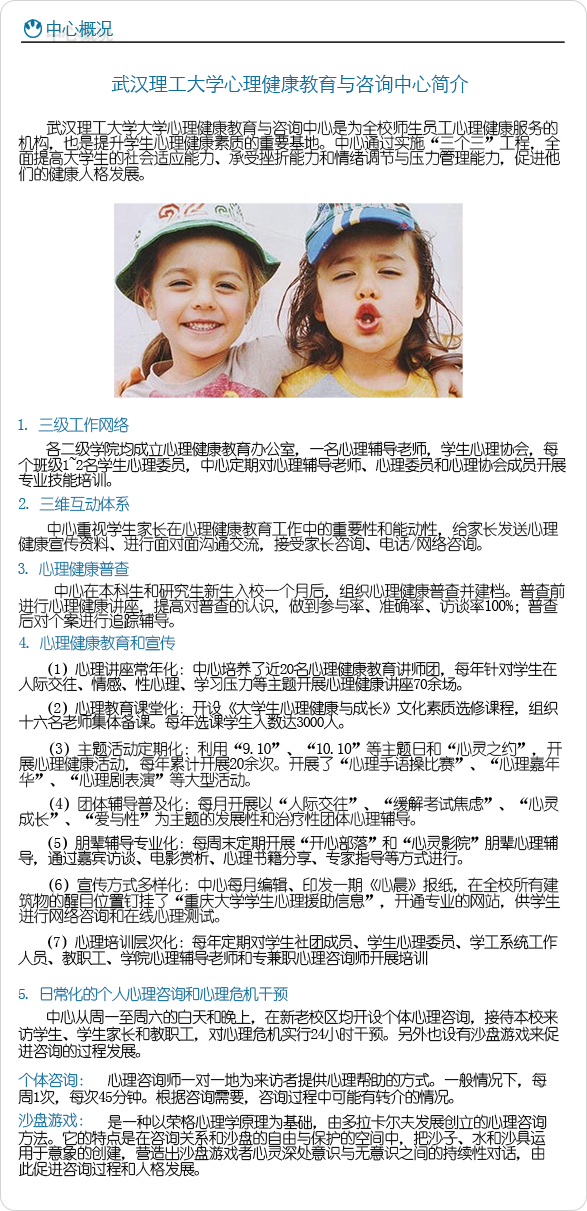 中心概况
武汉理工大学心理健康教育与咨询中心简介
武汉理工大学大学心理健康教育与咨询中心是为全校师生员工心理健康服务的
机构，也是提升学生心理健康素质的重要基地。中心通过实施“三个三”工程，全
面提高大学生的社会适应能力、承受挫折能力和情绪调节与压力管理能力，促进他
们的健康人格发展。
1. 三级工作网络
各二级学院均成立心理健康教育办公室，一名心理辅导老师，学生心理协会，每
个班级1~2名学生心理委员，中心定期对心理辅导老师、心理委员和心理协会成员开展
专业技能培训。
2. 三维互动体系
中心重视学生家长在心理健康教育工作中的重要性和能动性，给家长发送心理
健康宣传资料、进行面对面沟通交流，接受家长咨询、电话/网络咨询。
3. 心理健康普查
中心在本科生和研究生新生入校一个月后，组织心理健康普查并建档。普查前
进行心理健康讲座，提高对普查的认识，做到参与率、准确率、访谈率100%；普查
后对个案进行追踪辅导。
4. 心理健康教育和宣传
（1）心理讲座常年化：中心培养了近20名心理健康教育讲师团，每年针对学生在
人际交往、情感、性心理、学习压力等主题开展心理健康讲座70余场。
（2）心理教育课堂化：开设《大学生心理健康与成长》文化素质选修课程，组织
十六名老师集体备课。每年选课学生人数达3000人。
（3）主题活动定期化：利用“9.10”、“10.10”等主题日和“心灵之约”，开
展心理健康活动，每年累计开展20余次。开展了“心理手语操比赛”、“心理嘉年
华”、“心理剧表演”等大型活动。
（4）团体辅导普及化：每月开展以“人际交往”、“缓解考试焦虑”、“心灵
成长”、“爱与性”为主题的发展性和治疗性团体心理辅导。
（5）朋辈辅导专业化：每周末定期开展“开心部落”和“心灵影院”朋辈心理辅
导，通过嘉宾访谈、电影赏析、心理书籍分享、专家指导等方式进行。
（6）宣传方式多样化：中心每月编辑、印发一期《心晨》报纸，在全校所有建
筑物的醒目位置钉挂了“重庆大学学生心理援助信息”，开通专业的网站，供学生
进行网络咨询和在线心理测试。
（7）心理培训层次化：每年定期对学生社团成员、学生心理委员、学工系统工作
人员、教职工、学院心理辅导老师和专兼职心理咨询师开展培训
5. 日常化的个人心理咨询和心理危机干预
中心从周一至周六的白天和晚上，在新老校区均开设个体心理咨询，接待本校来
访学生、学生家长和教职工，对心理危机实行24小时干预。另外也设有沙盘游戏来促
进咨询的过程发展。
个体咨询： 心理咨询师一对一地为来访者提供心理帮助的方式。一般情况下，每
周1次，每次45分钟。根据咨询需要，咨询过程中可能有转介的情况。
沙盘游戏： 是一种以荣格心理学原理为基础，由多拉卡尔夫发展创立的心理咨询
方法。它的特点是在咨询关系和沙盘的自由与保护的空间中，把沙子、水和沙具运
用于意象的创建，营造出沙盘游戏者心灵深处意识与无意识之间的持续性对话，由
此促进咨询过程和人格发展。